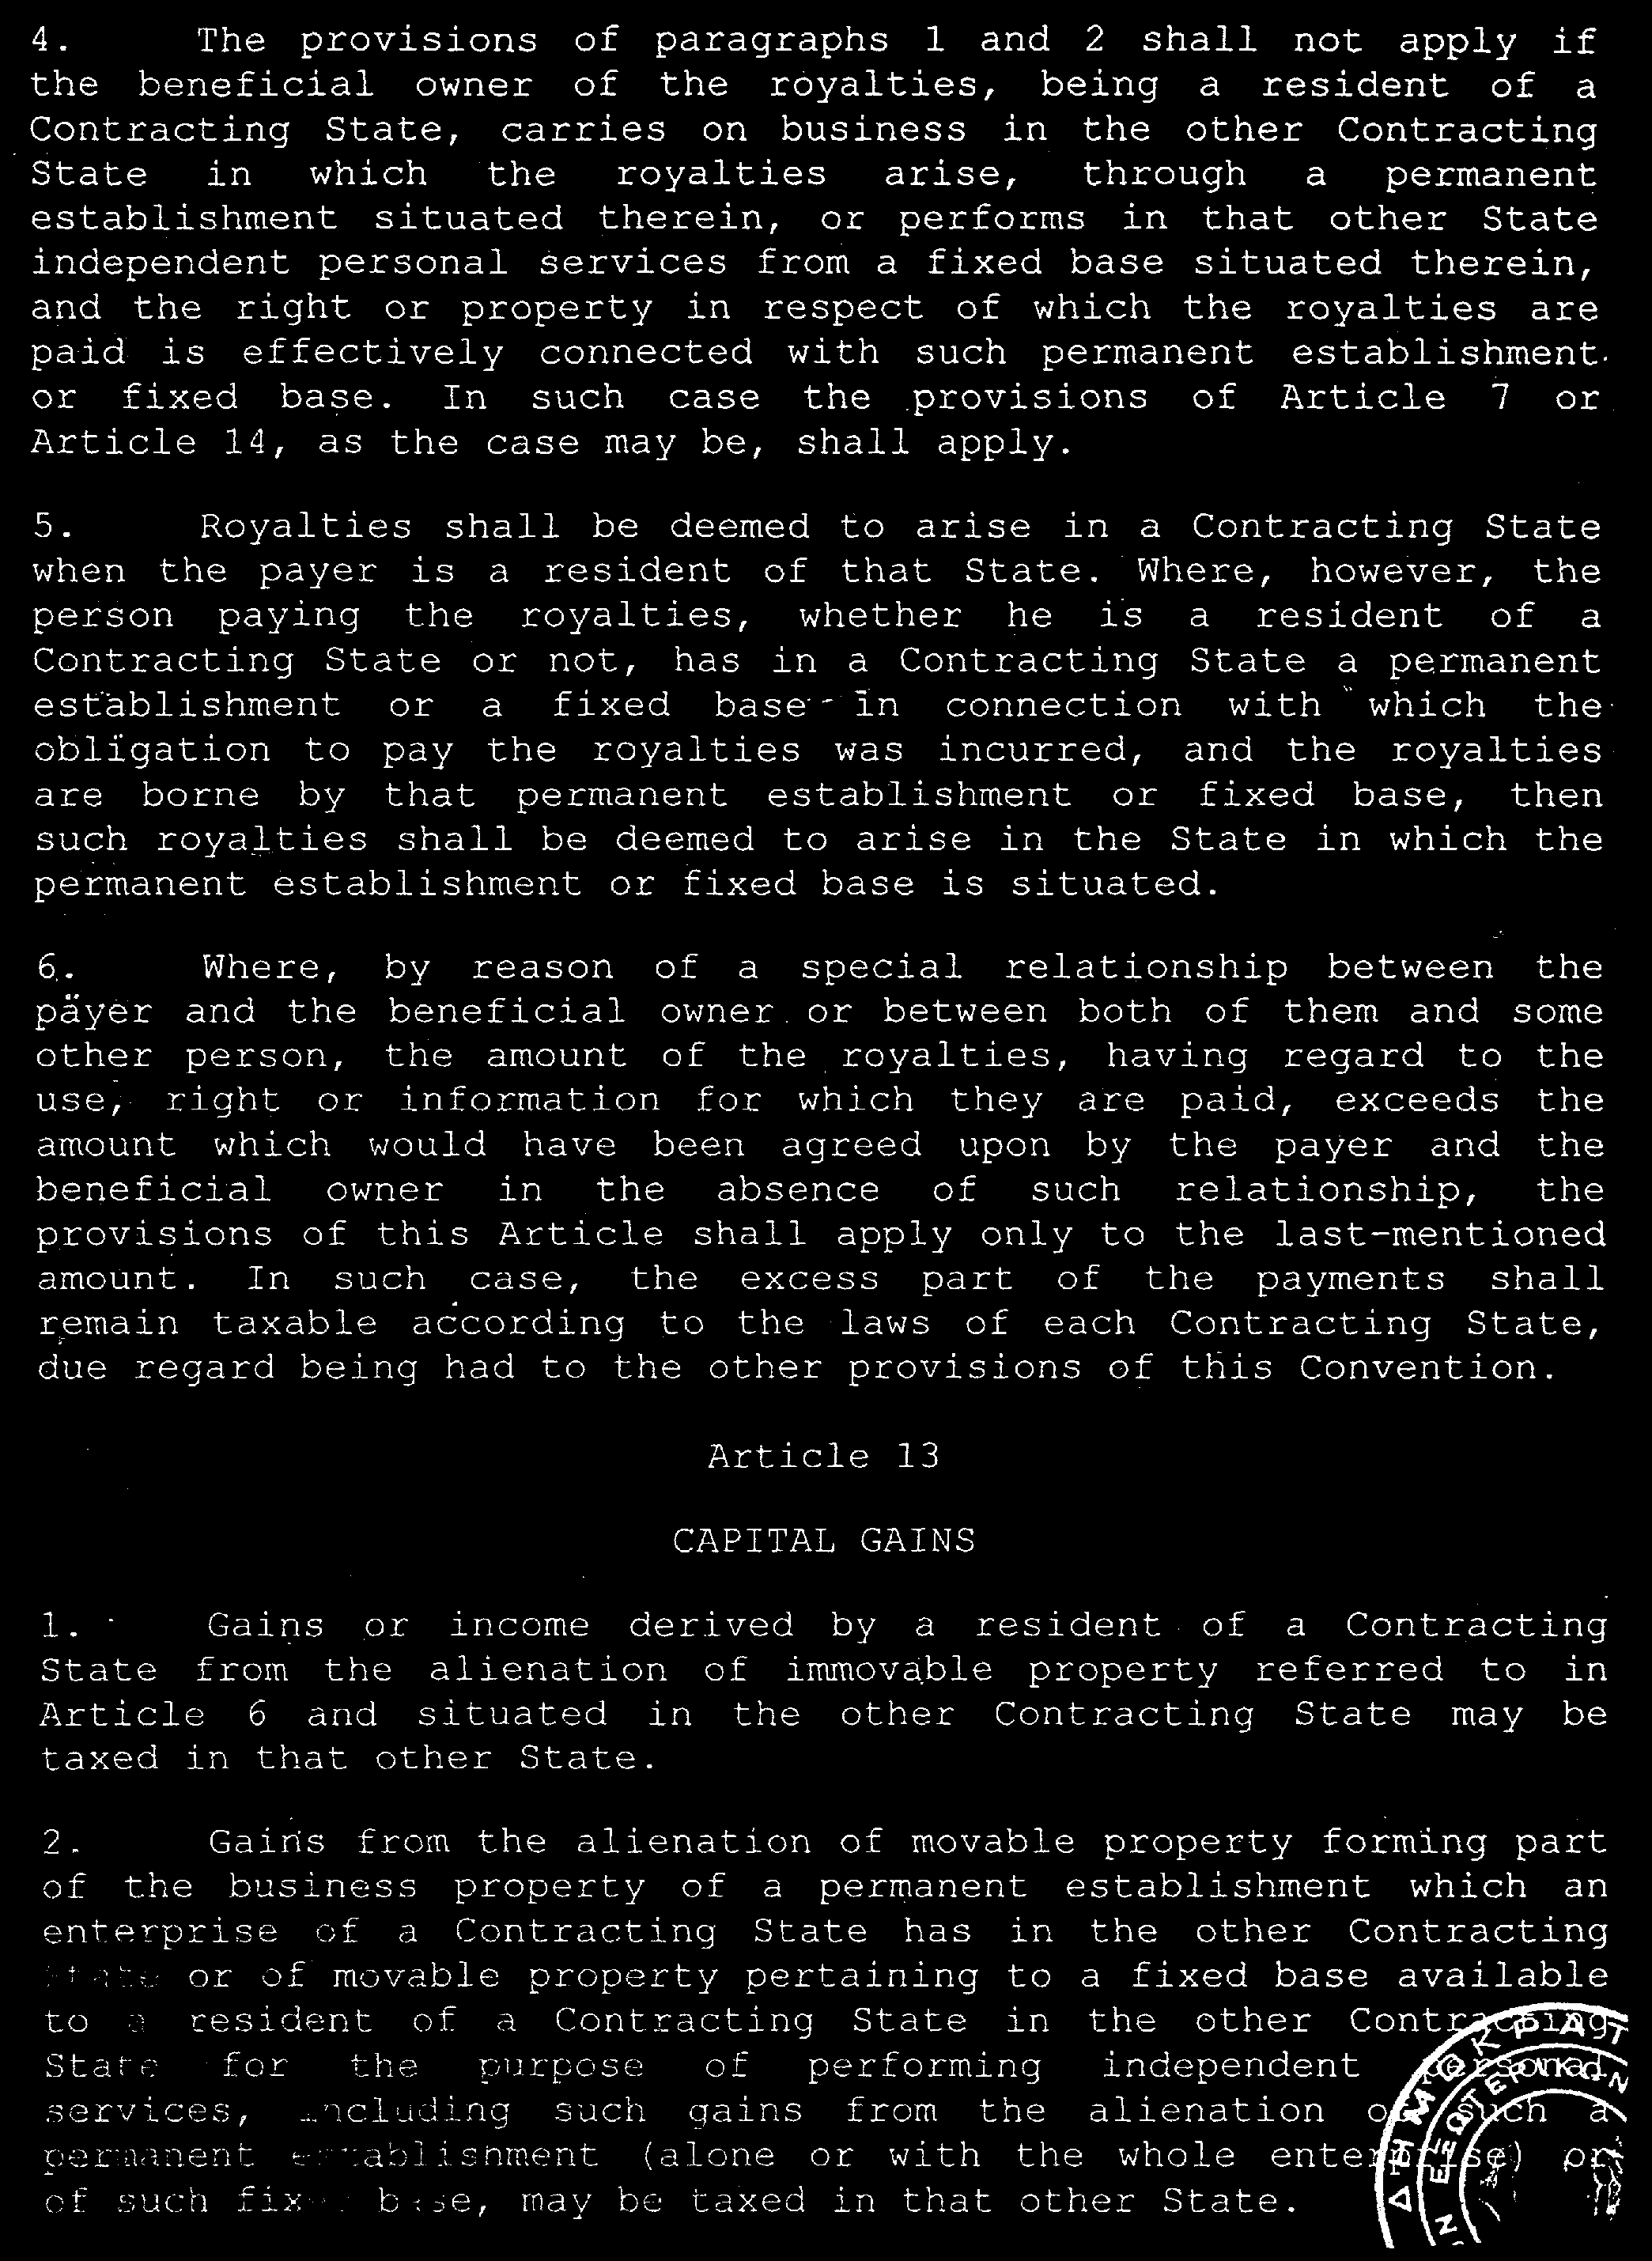 4. The provisions of paragraphs 1 and 2 shall not apply if
the beneficial owner of the royalties, being a resident of a
Contracting State, carries on business in the other Contracting
State in which the royalties arise, through a permanent
establishment situated therein, or performs in that other State
independent personal services from a fixed base situated therein,
and the right or property in respect of which the royalties are
paid is effectively connected with such permanent establishment
or fixed base. In such case the provisions of Article 7 or
Article 14, as the case may be, shall apply.
5. Royalties shall be deemed to arise in a Contracting State
when the payer is a resident of that State. Where, however, the
person paying the royalties, whether he is a resident of a
Contracting State or not, has in a Contracting State a permanent
establishment or a fixed base in connection with which the
obligation to pay the royalties was incurred, and the royalties
are borne by that permanent establishment or fixed base, then
such royalties shall be deemed to arise in the State in which the
permanent establishment or fixed base is situated.
6. Where, by reason of a special relationship between the
payer and the beneficial owner or between both of them and some
other person, the amount of the royalties, having regard to the
use, right or information for which they are paid, exceeds the
amount which would have been agreed upon by the payer and the
beneficial owner in the absence of such relationship, the
provisions of this Article shall apply only to the last-mentioned
amount. In such case, the excess part of the payments shall
remain taxable according to the laws of each Contracting State,
due regard being had to the other provisions of this Convention.
Article 13
CAPITAL GAINS
1. Gains or income derived by a resident of a Contracting
State from the alienation of immovable property referred to in
Article 6 and situated in the other Contracting State may be
taxed in that other State.
2. Gains from the alienation of movable property forming part
of the business property of a permanent establishment which an
enterprise of a Contracting State has in the other Contracting
State or of movable property pertaining to a fixed base available
to a resident of a Contracting State in the other Contracting
State for the purpose of performing independent personal
services, including such gains from the alienation of such a
permanent establishment (alone or with the whole enterprise) or
of such fixed base, may be taxed in that other State.